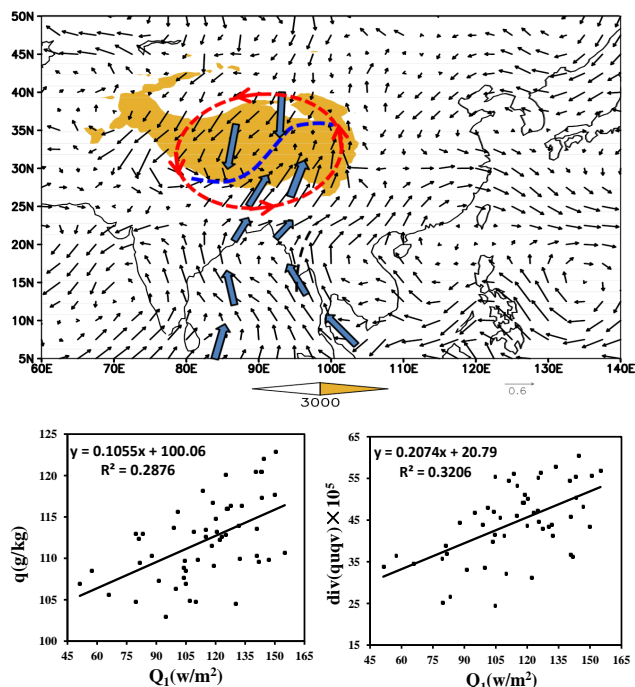 50N
45N
40N
35N
30N
25N
20N
15N
10N
5N
60E 70E 80E 90E 100E 110E 120E 130E 140E
3000
0.6
y = 0.1055x + 100.06
R² = 0.2876
q(g/kg)
125
120
115
110
105
100
45 60 75 90 105 120 135 150 165
Q₁(w/m²)
y = 0.2074x + 20.79
R² = 0.3206
div(quqv)×10⁵
65
55
45
35
25
15
45 60 75 90 105 120 135 150 165
Q₁(w/m²)